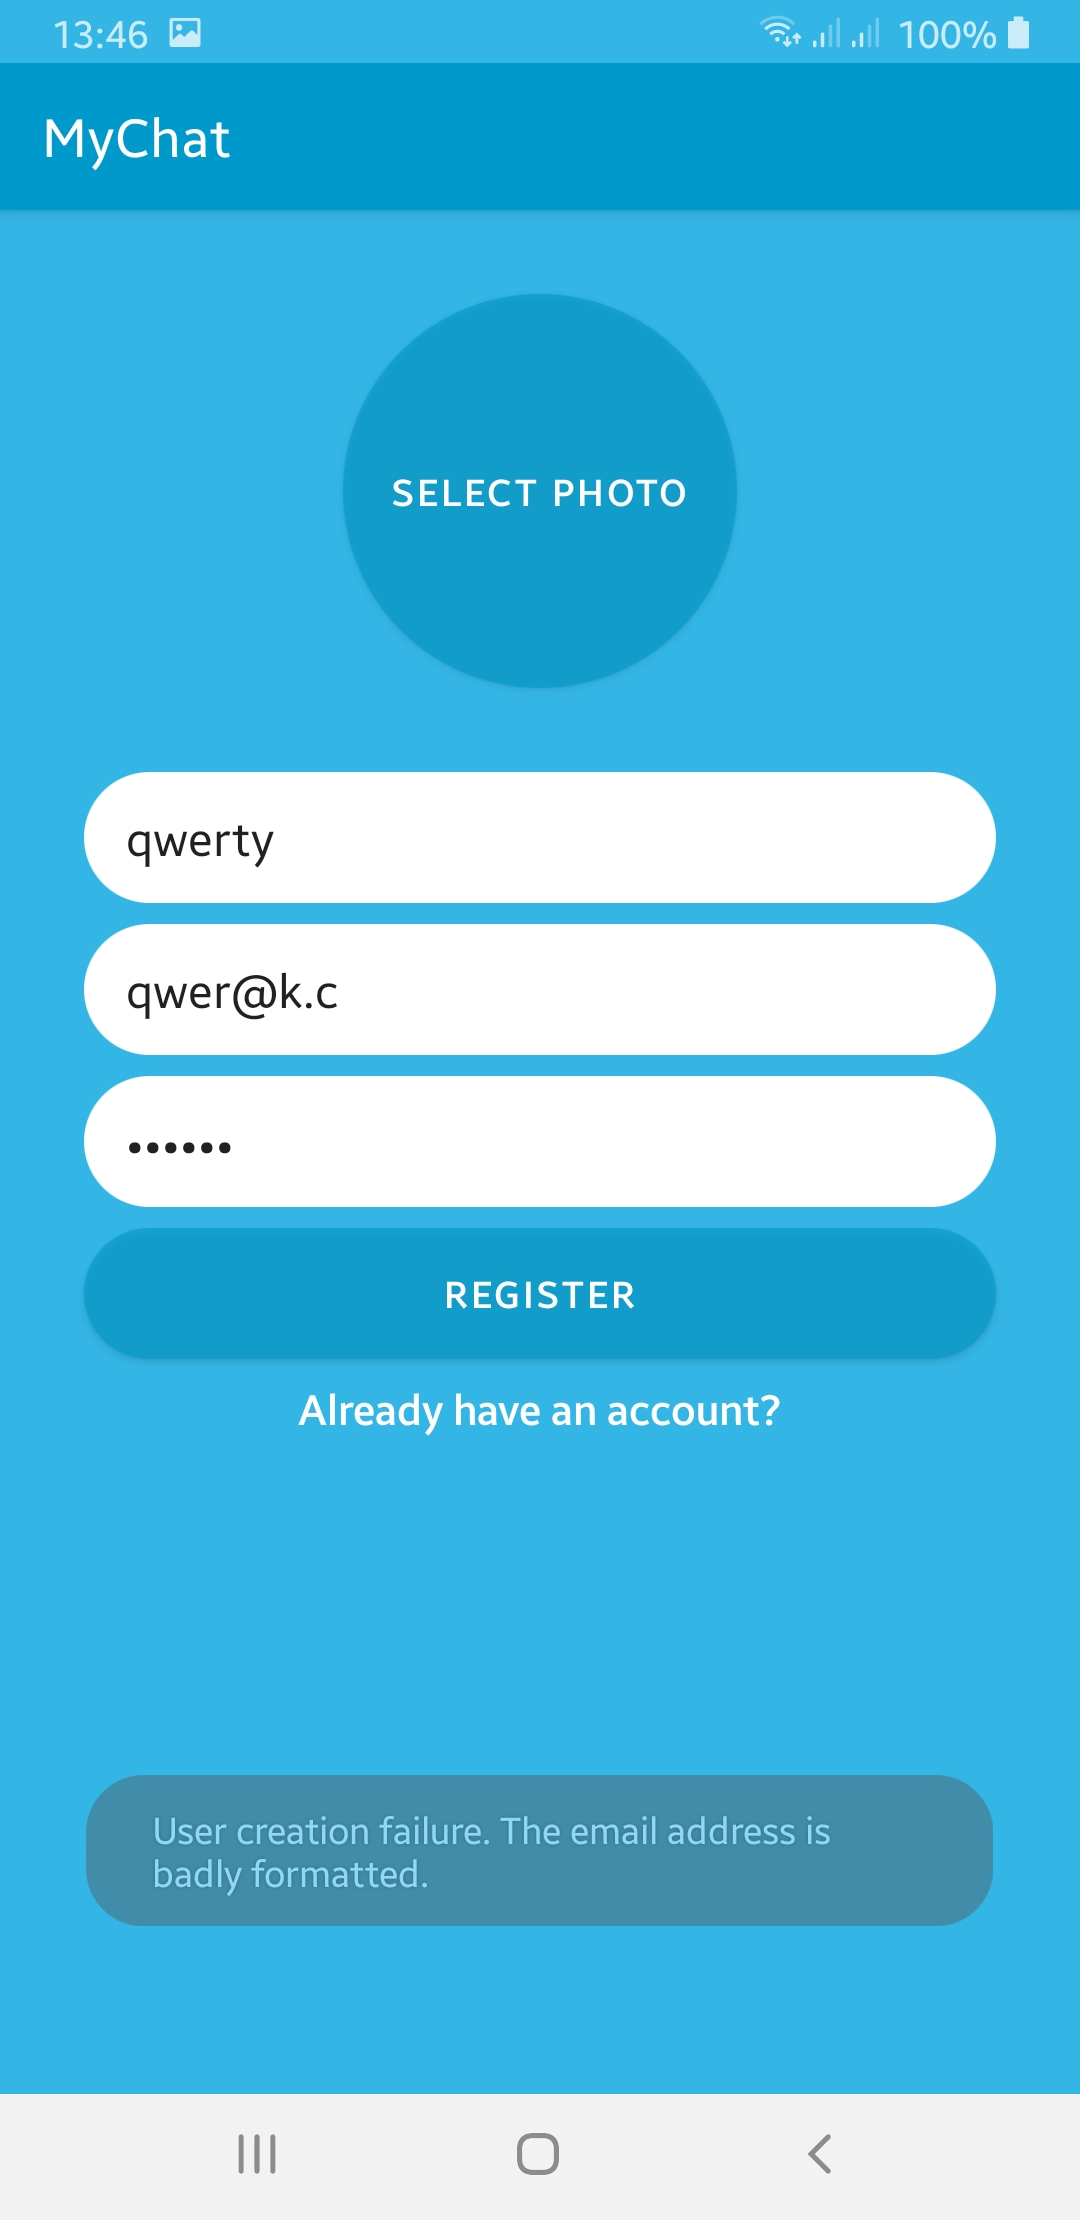 13:46 100%
MyChat
SELECT PHOTO
qwerty
qwer@k.c
••••••
REGISTER
Already have an account?
User creation failure. The email address is
badly formatted.